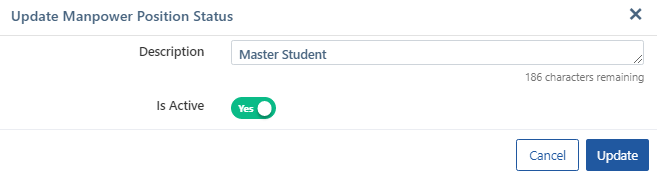 Update Manpower Position Status
×
Description
Master Student
186 characters remaining
Is Active
Yes
Cancel
Update